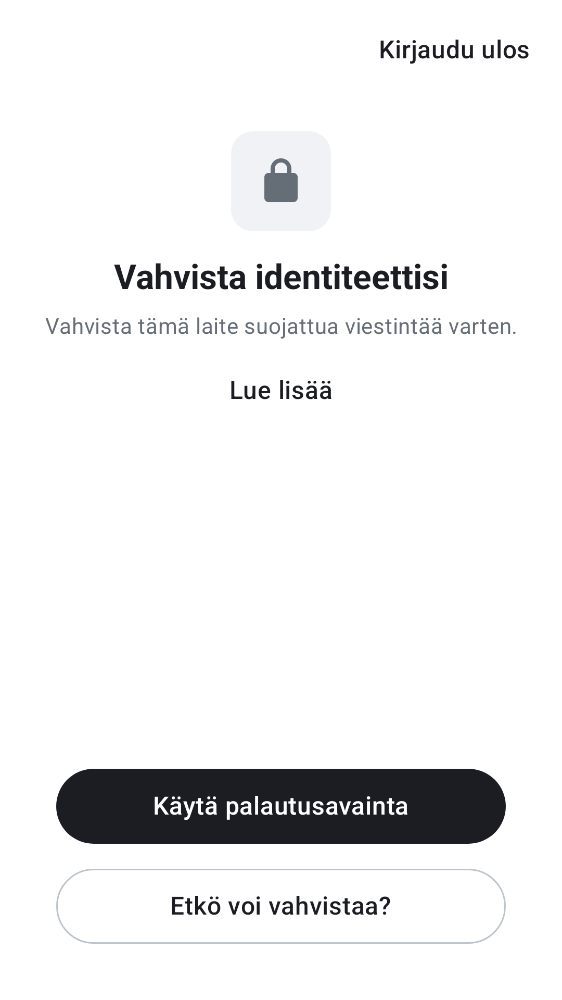 Kirjaudu ulos
Vahvista identiteettisi
Vahvista tämä laite suojattua viestintää varten.
Lue lisää
Käytä palautusavainta
Etkö voi vahvistaa?